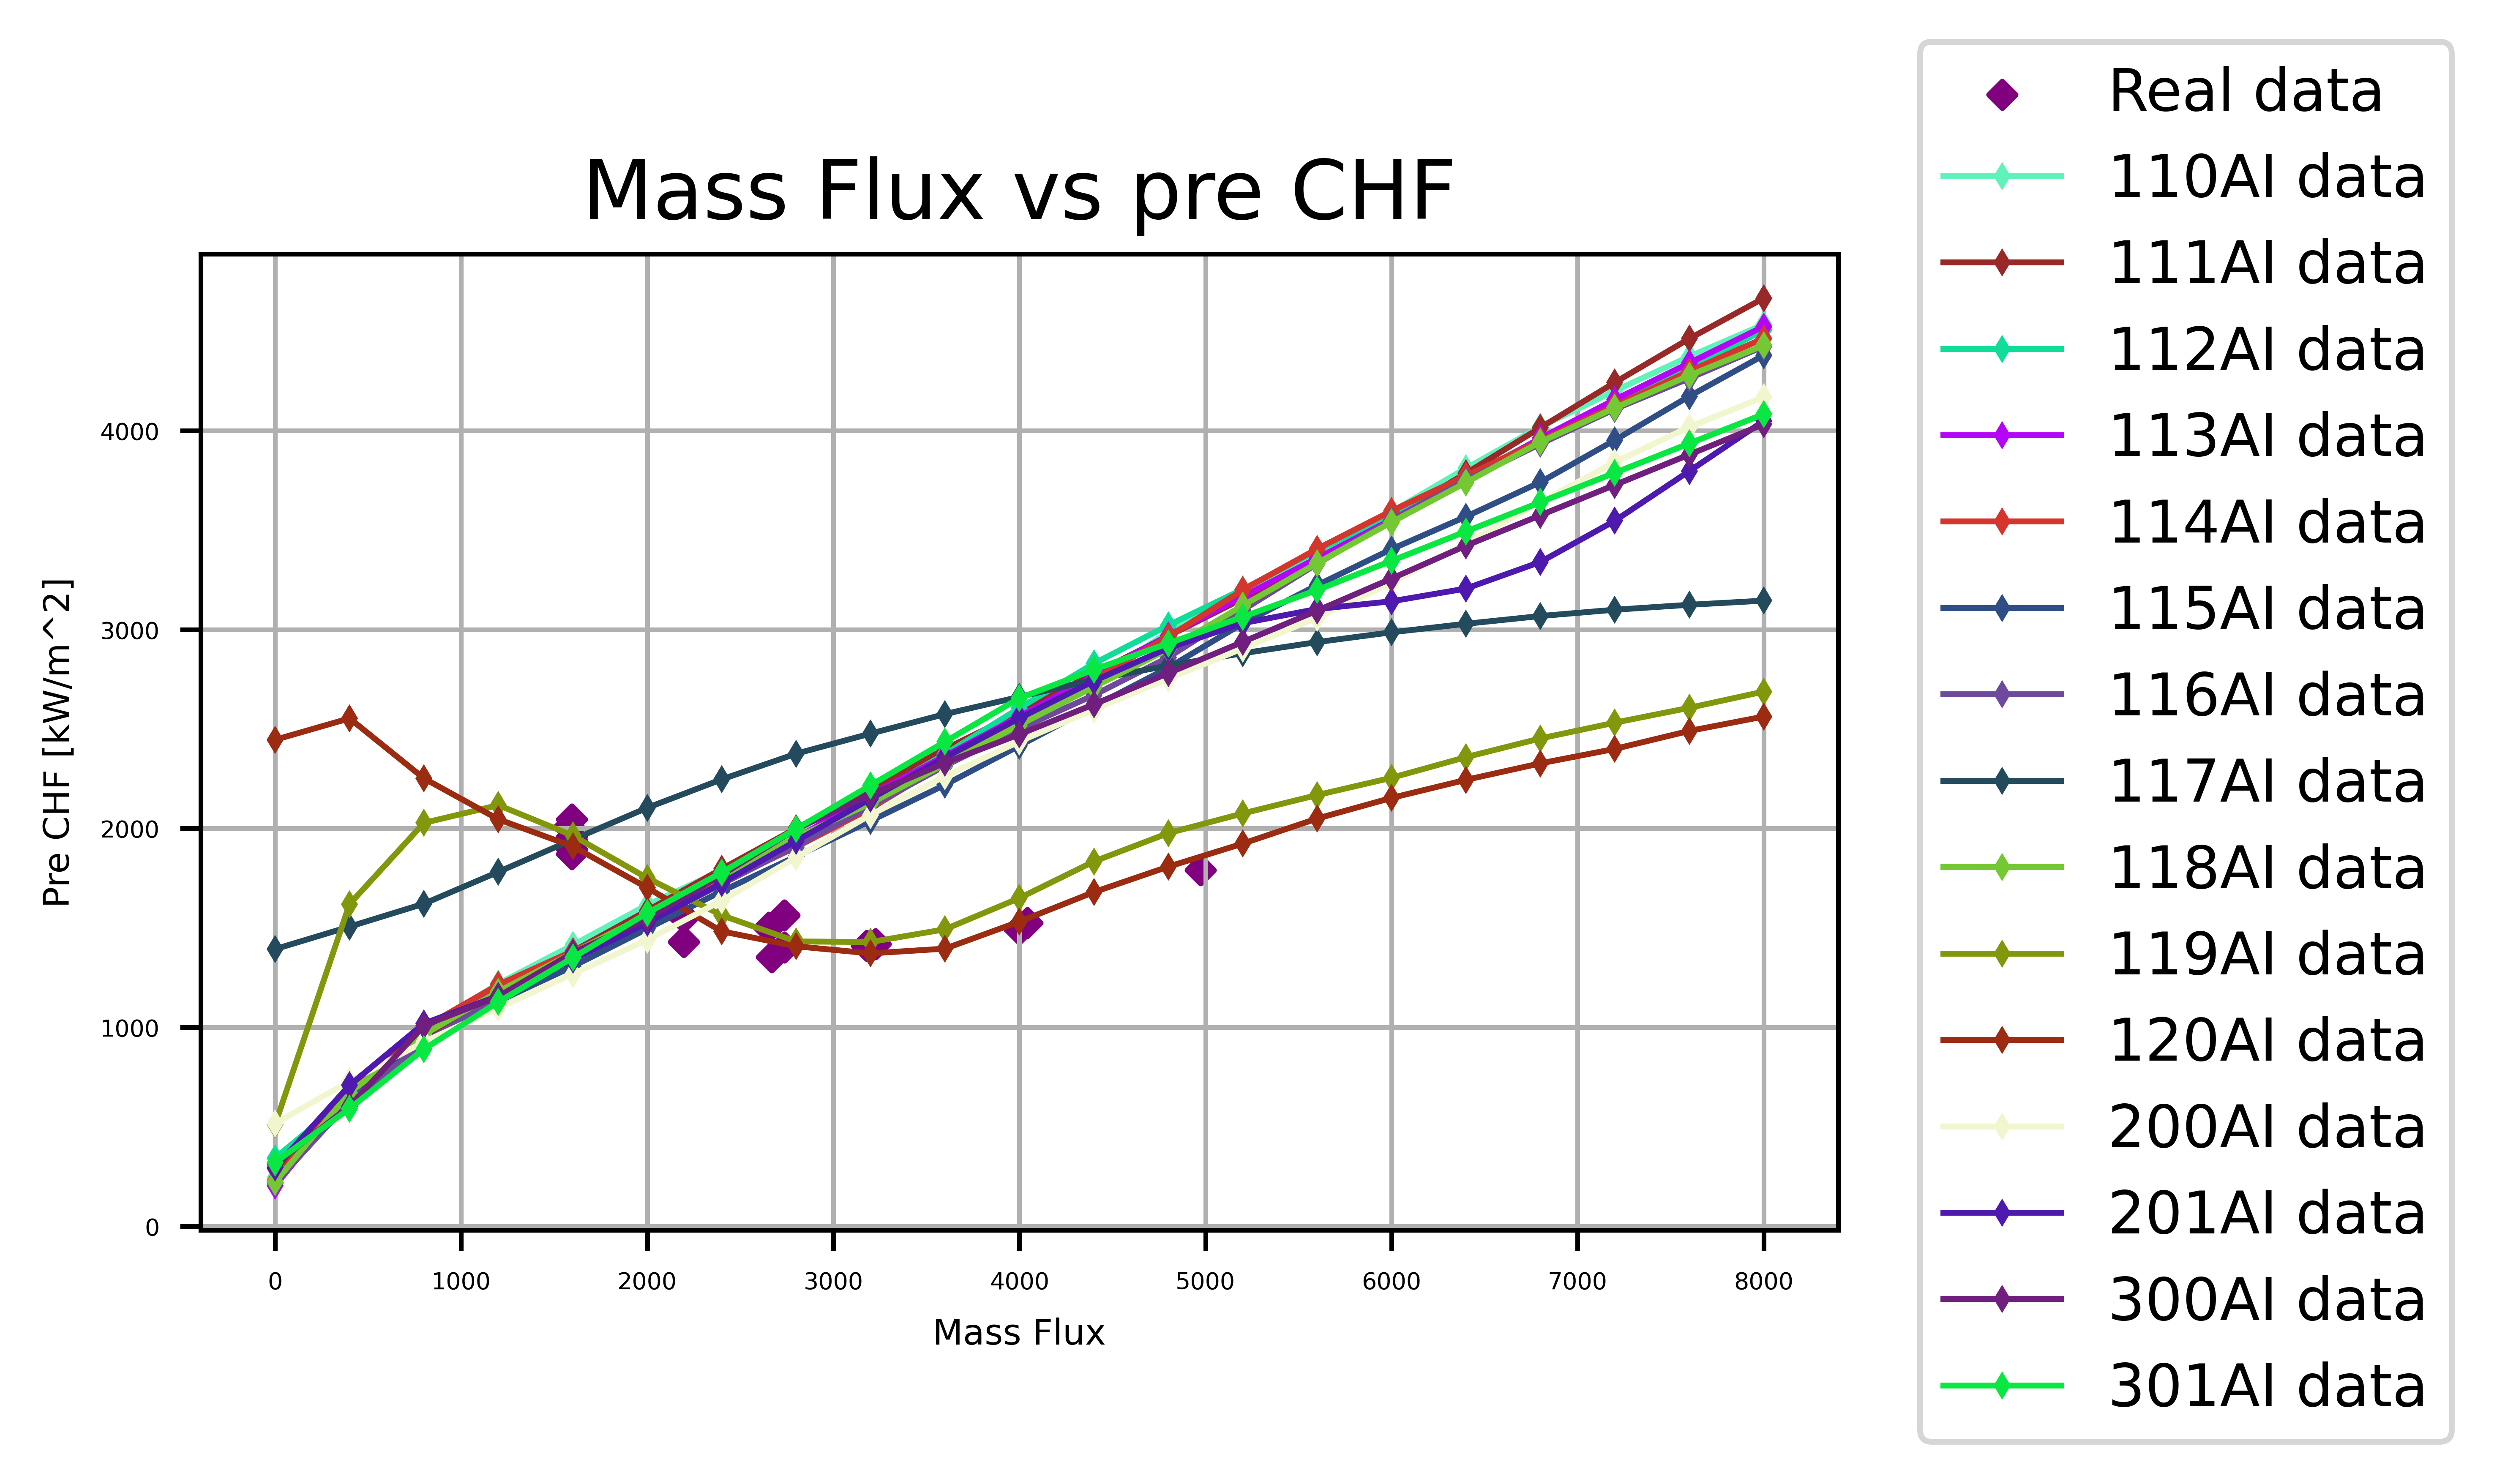 Mass Flux vs pre CHF
Pre CHF [kW/m^2]
4000
3000
2000
1000
0
0 1000 2000 3000 4000 5000 6000 7000 8000
Mass Flux
Real data
110AI data
111AI data
112AI data
113AI data
114AI data
115AI data
116AI data
117AI data
118AI data
119AI data
120AI data
200AI data
201AI data
300AI data
301AI data